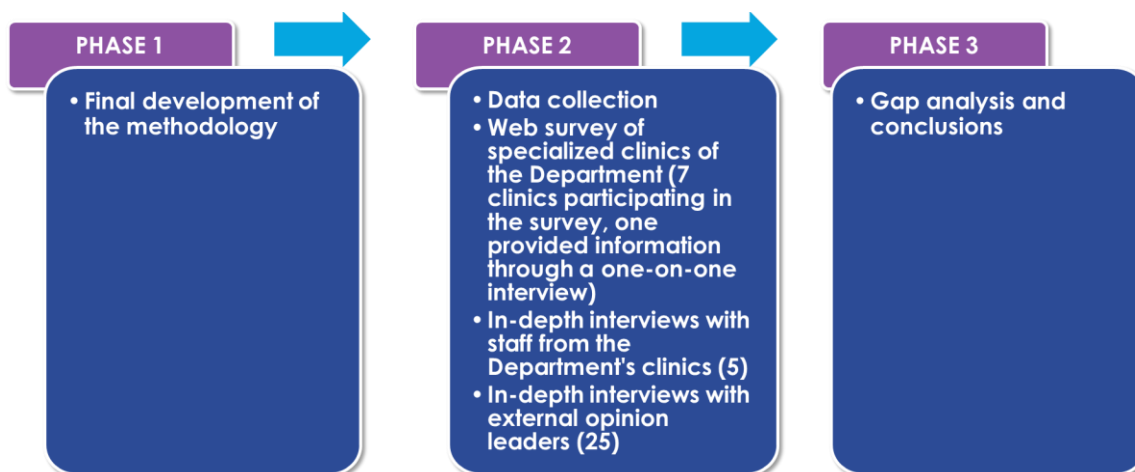 PHASE 1
• Final development of
the methodology
PHASE 2
• Data collection
• Web survey of
specialized clinics of
the Department (7
clinics participating in
the survey, one
provided information
through a one-on-one
interview)
• In-depth interviews with
staff from the
Department's clinics (5)
• In-depth interviews with
external opinion
leaders (25)
PHASE 3
• Gap analysis and
conclusions